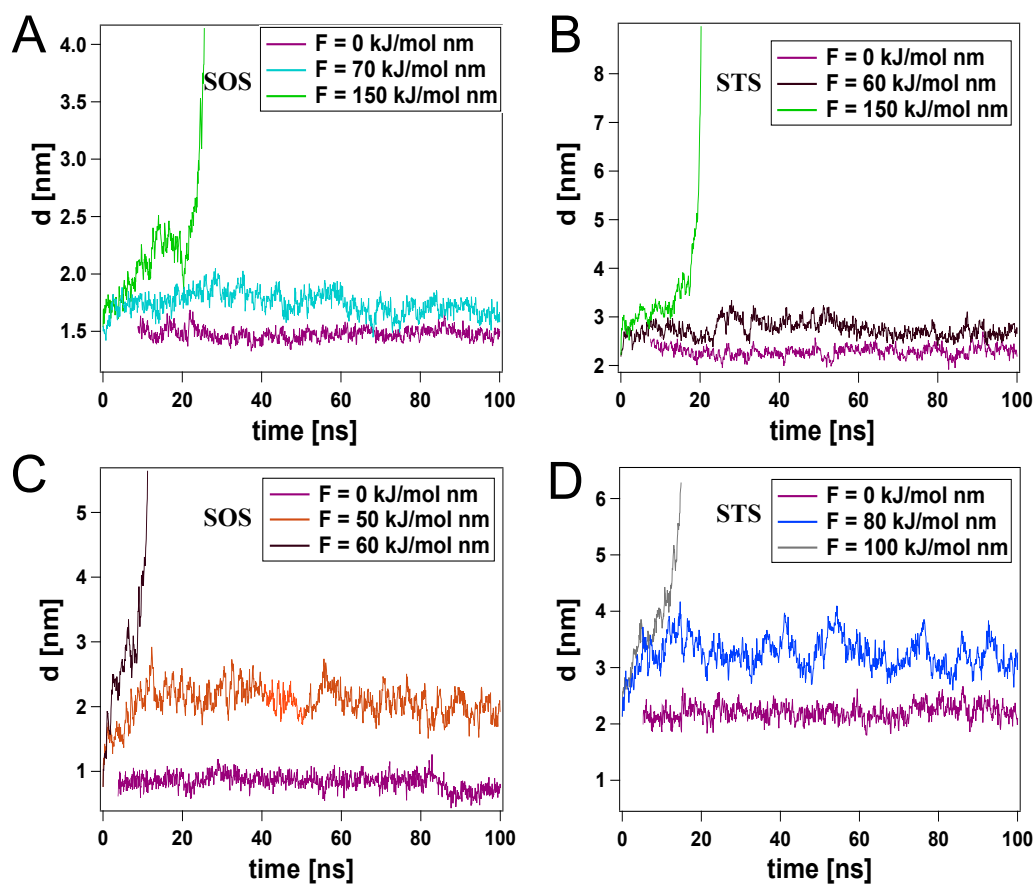 A
SOS
F = 0 kJ/mol nm
F = 70 kJ/mol nm
F = 150 kJ/mol nm
d [nm]
4.0
3.5
3.0
2.5
2.0
1.5
0 20 40 60 80 100
time [ns]
B
STS
F = 0 kJ/mol nm
F = 60 kJ/mol nm
F = 150 kJ/mol nm
d [nm]
8
7
6
5
4
3
2
0 20 40 60 80 100
time [ns]
C
SOS
F = 0 kJ/mol nm
F = 50 kJ/mol nm
F = 60 kJ/mol nm
d [nm]
5
4
3
2
1
0 20 40 60 80 100
time [ns]
D
STS
F = 0 kJ/mol nm
F = 80 kJ/mol nm
F = 100 kJ/mol nm
d [nm]
6
5
4
3
2
1
0 20 40 60 80 100
time [ns]